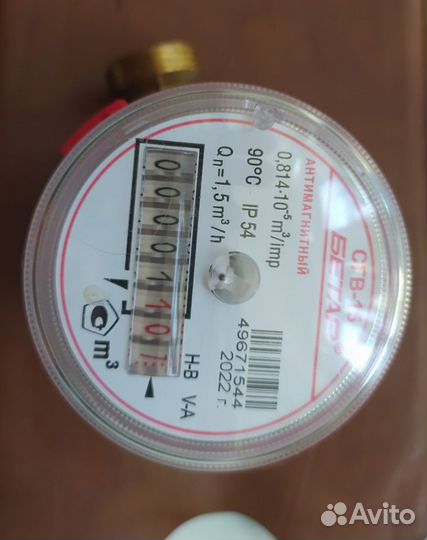 СГВ-15
БЕТАР®
АНТИМАГНИТНЫЙ
0,814·10⁻⁵ m³/imp
90°C IP 54
Qn=1,5 m³/h
49671544
2022 г.
00001101
m³
H-B
V-A
Avito